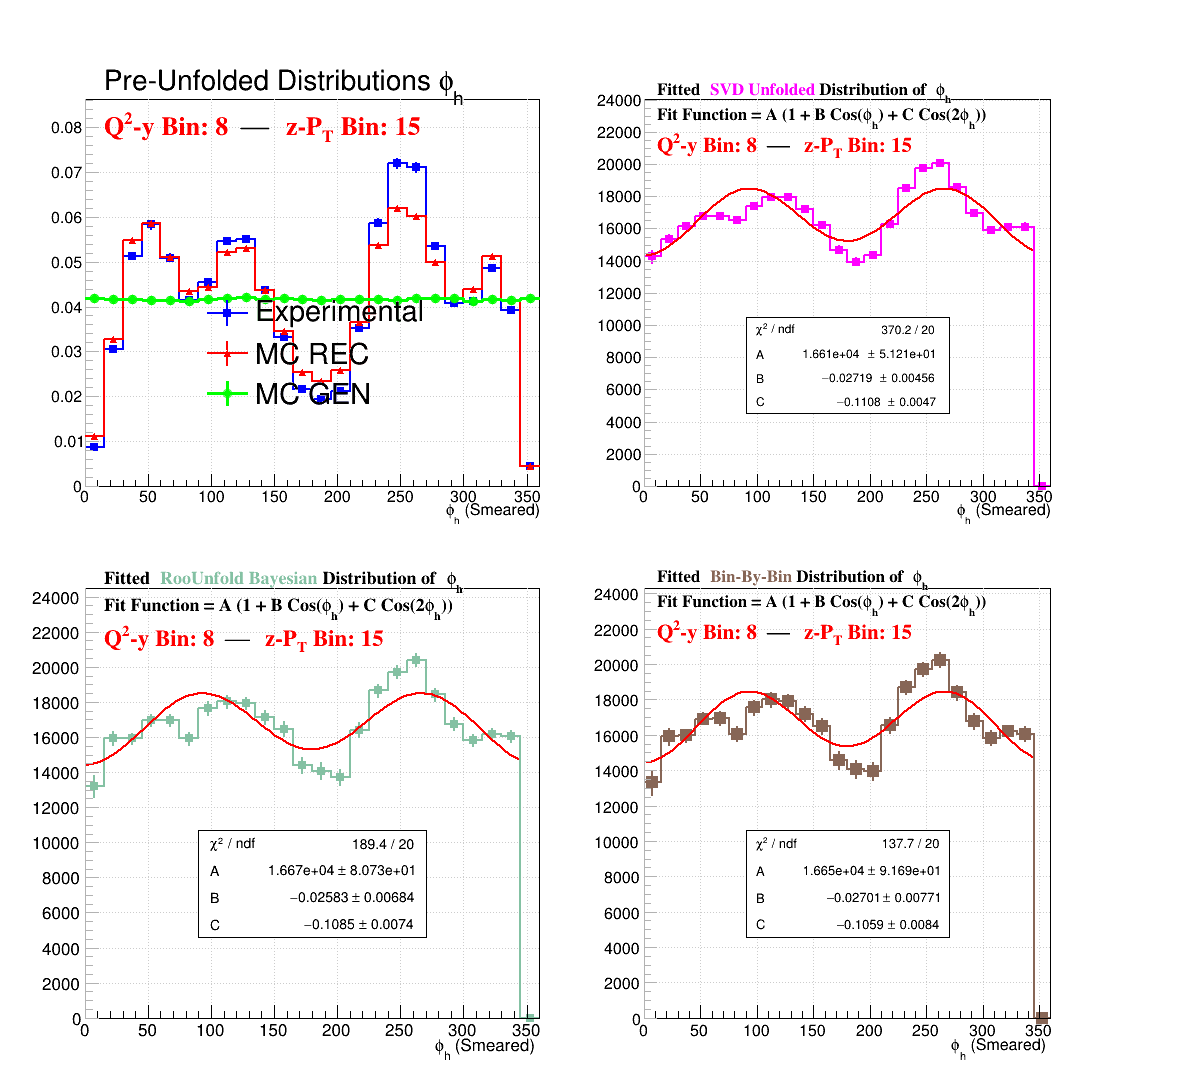 Pre-Unfolded Distributions ϕh
Q2-y Bin: 8 — z-PT Bin: 15
0.08
0.07
0.06
0.05
0.04
0.03
0.02
0.01
0
Experimental
MC REC
MC GEN
0 50 100 150 200 250 300 350
ϕh (Smeared)
Fitted SVD Unfolded Distribution of ϕh
Fit Function = A (1 + B Cos(ϕh) + C Cos(2ϕh))
Q2-y Bin: 8 — z-PT Bin: 15
24000
22000
20000
18000
16000
14000
12000
10000
8000
6000
4000
2000
0
χ2 / ndf 370.2 / 20
A 1.661e+04 ± 5.121e+01
B −0.02719 ± 0.00456
C −0.1108 ± 0.0047
0 50 100 150 200 250 300 350
ϕh (Smeared)
Fitted RooUnfold Bayesian Distribution of ϕh
Fit Function = A (1 + B Cos(ϕh) + C Cos(2ϕh))
Q2-y Bin: 8 — z-PT Bin: 15
24000
22000
20000
18000
16000
14000
12000
10000
8000
6000
4000
2000
0
χ2 / ndf 189.4 / 20
A 1.667e+04 ± 8.073e+01
B −0.02583 ± 0.00684
C −0.1085 ± 0.0074
0 50 100 150 200 250 300 350
ϕh (Smeared)
Fitted Bin-By-Bin Distribution of ϕh
Fit Function = A (1 + B Cos(ϕh) + C Cos(2ϕh))
Q2-y Bin: 8 — z-PT Bin: 15
24000
22000
20000
18000
16000
14000
12000
10000
8000
6000
4000
2000
0
χ2 / ndf 137.7 / 20
A 1.665e+04 ± 9.169e+01
B −0.02701 ± 0.00771
C −0.1059 ± 0.0084
0 50 100 150 200 250 300 350
ϕh (Smeared)